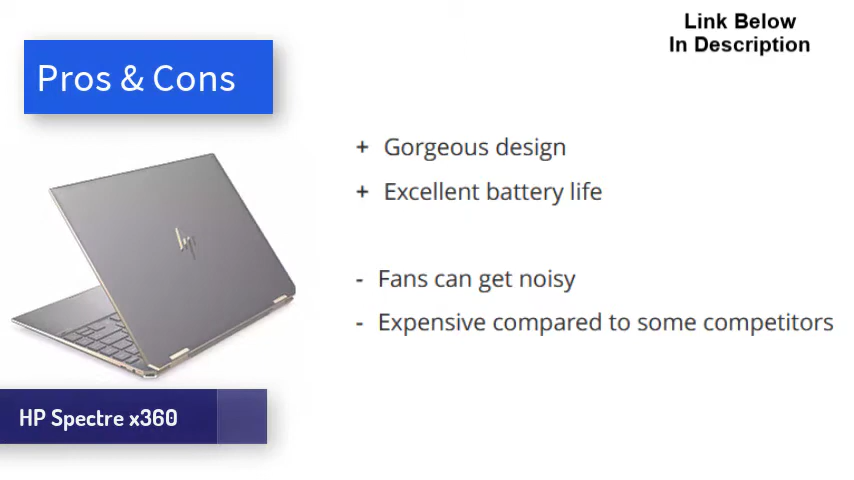 Link Below
In Description
Pros & Cons
+ Gorgeous design
+ Excellent battery life
- Fans can get noisy
- Expensive compared to some competitors
hp
HP Spectre x360